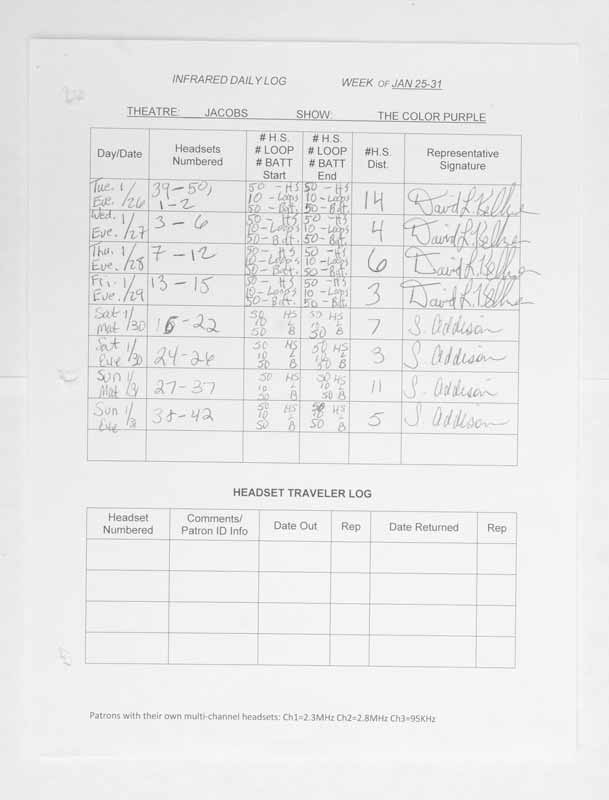 INFRARED DAILY LOG WEEK OF JAN 25-31
THEATRE: JACOBS SHOW: THE COLOR PURPLE
Day/Date Headsets Numbered # H.S. # LOOP # BATT Start # H.S. # LOOP # BATT End #H.S. Dist. Representative Signature
Tue. 1/ 39-50, 50 -HS 50 -HS 14 David L. Kellner
Eve. /26 1-2 10-Loops 10-Loops
50-Bat. 50-Bat.
Wed. 1/ 3-6 50 -HS 50 -HS 4 David L. Kellner
Eve. /27 10-Loops 10-Loops
50-Batt. 50-Batt.
Thu. 1/ 7-12 50 -HS 50 -HS 6 David L. Kellner
Eve. /28 10-Loops 10-Loops
50-Batt. 50-Batt.
Fri. 1/ 13-15 50 -HS 50 -HS 3 David L. Kellner
Eve. /29 10-Loops 10-Loops
50-Batt. 50-Batt.
Sat 1/ 16-22 50 HS 50 HS 7 S. Addison
Mat /30 10 L 10 L
50 B 50 B
Sat 1/ 24-26 50 HS 50 HS 3 S. Addison
Eve /30 10 L 10 L
50 B 50 B
Sun 1/ 27-37 50 HS 50 HS 11 S. Addison
Mat /31 10 L 10 L
50 B 50 B
Sun 1/ 38-42 50 HS 50 HS 5 S. Addison
Eve /31 10 L 10 L
50 B 50 B
HEADSET TRAVELER LOG
Headset Numbered Comments/ Patron ID Info Date Out Rep Date Returned Rep
Patrons with their own multi-channel headsets: Ch1=2.3MHz Ch2=2.8MHz Ch3=95KHz